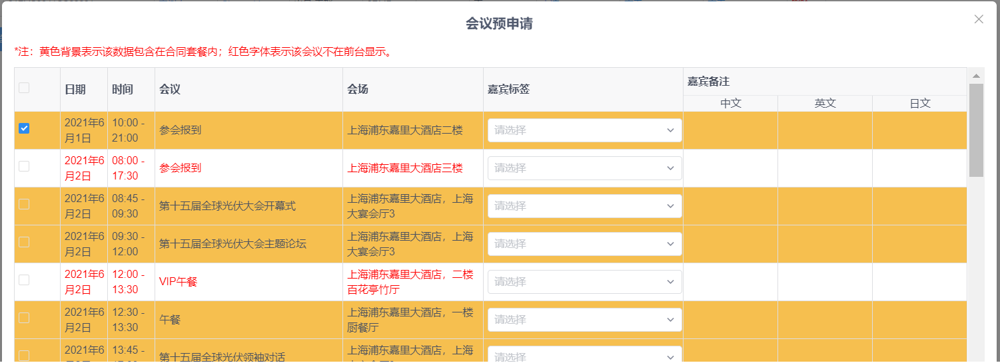 会议预申请
*注：黄色背景表示该数据包含在合同套餐内；红色字体表示该会议不在前台显示。
日期 时间 会议 会场 嘉宾标签 嘉宾备注
中文 英文 日文
2021年6月1日 10:00 - 21:00 参会报到 上海浦东嘉里大酒店二楼 请选择
2021年6月2日 08:00 - 17:30 参会报到 上海浦东嘉里大酒店三楼 请选择
2021年6月2日 08:45 - 09:30 第十五届全球光伏大会开幕式 上海浦东嘉里大酒店，上海大宴会厅3 请选择
2021年6月2日 09:30 - 12:00 第十五届全球光伏大会主题论坛 上海浦东嘉里大酒店，上海大宴会厅3 请选择
2021年6月2日 12:00 - 13:30 VIP午餐 上海浦东嘉里大酒店，二楼百花亭竹厅 请选择
2021年6月2日 12:30 - 13:30 午餐 上海浦东嘉里大酒店，一楼厨餐厅 请选择
2021年6 13:45 - 第十五届全球光伏领袖对话 上海浦东嘉里大酒店，上海 请选择